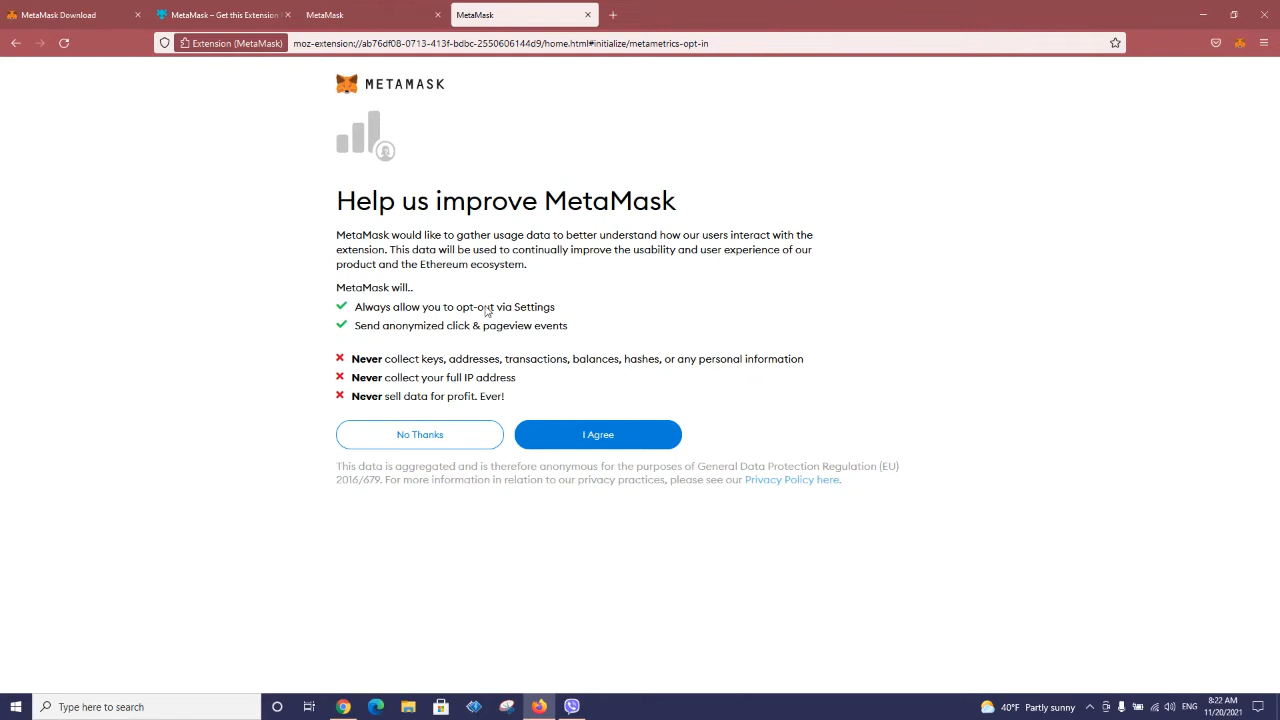 MetaMask Download
MetaMask – Get this Extension
MetaMask
MetaMask
Extension (MetaMask)
moz-extension://ab76df08-0713-413f-bdbc-2550606144d9/home.html#initialize/metametrics-opt-in
METAMASK
Help us improve MetaMask
MetaMask would like to gather usage data to better understand how our users interact with the
extension. This data will be used to continually improve the usability and user experience of our
product and the Ethereum ecosystem.
MetaMask will..
Always allow you to opt-out via Settings
Send anonymized click & pageview events
Never collect keys, addresses, transactions, balances, hashes, or any personal information
Never collect your full IP address
Never sell data for profit. Ever!
No Thanks
I Agree
This data is aggregated and is therefore anonymous for the purposes of General Data Protection Regulation (EU)
2016/679. For more information in relation to our privacy practices, please see our Privacy Policy here.
Type here to search
40°F Partly sunny
ENG
8:22 AM
11/20/2021